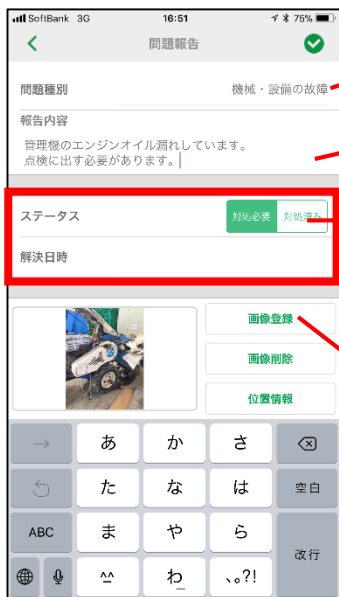 SoftBank 3G 16:51 75%
問題報告
問題種別 機械・設備の故障
報告内容
管理機のエンジンオイル漏れしています。
点検に出す必要があります。
ステータス 対処必要 対処済み
解決日時
画像登録
画像削除
位置情報
→ あ か さ
た な は 空白
ABC ま や ら
^^ わ 、。?! 改行